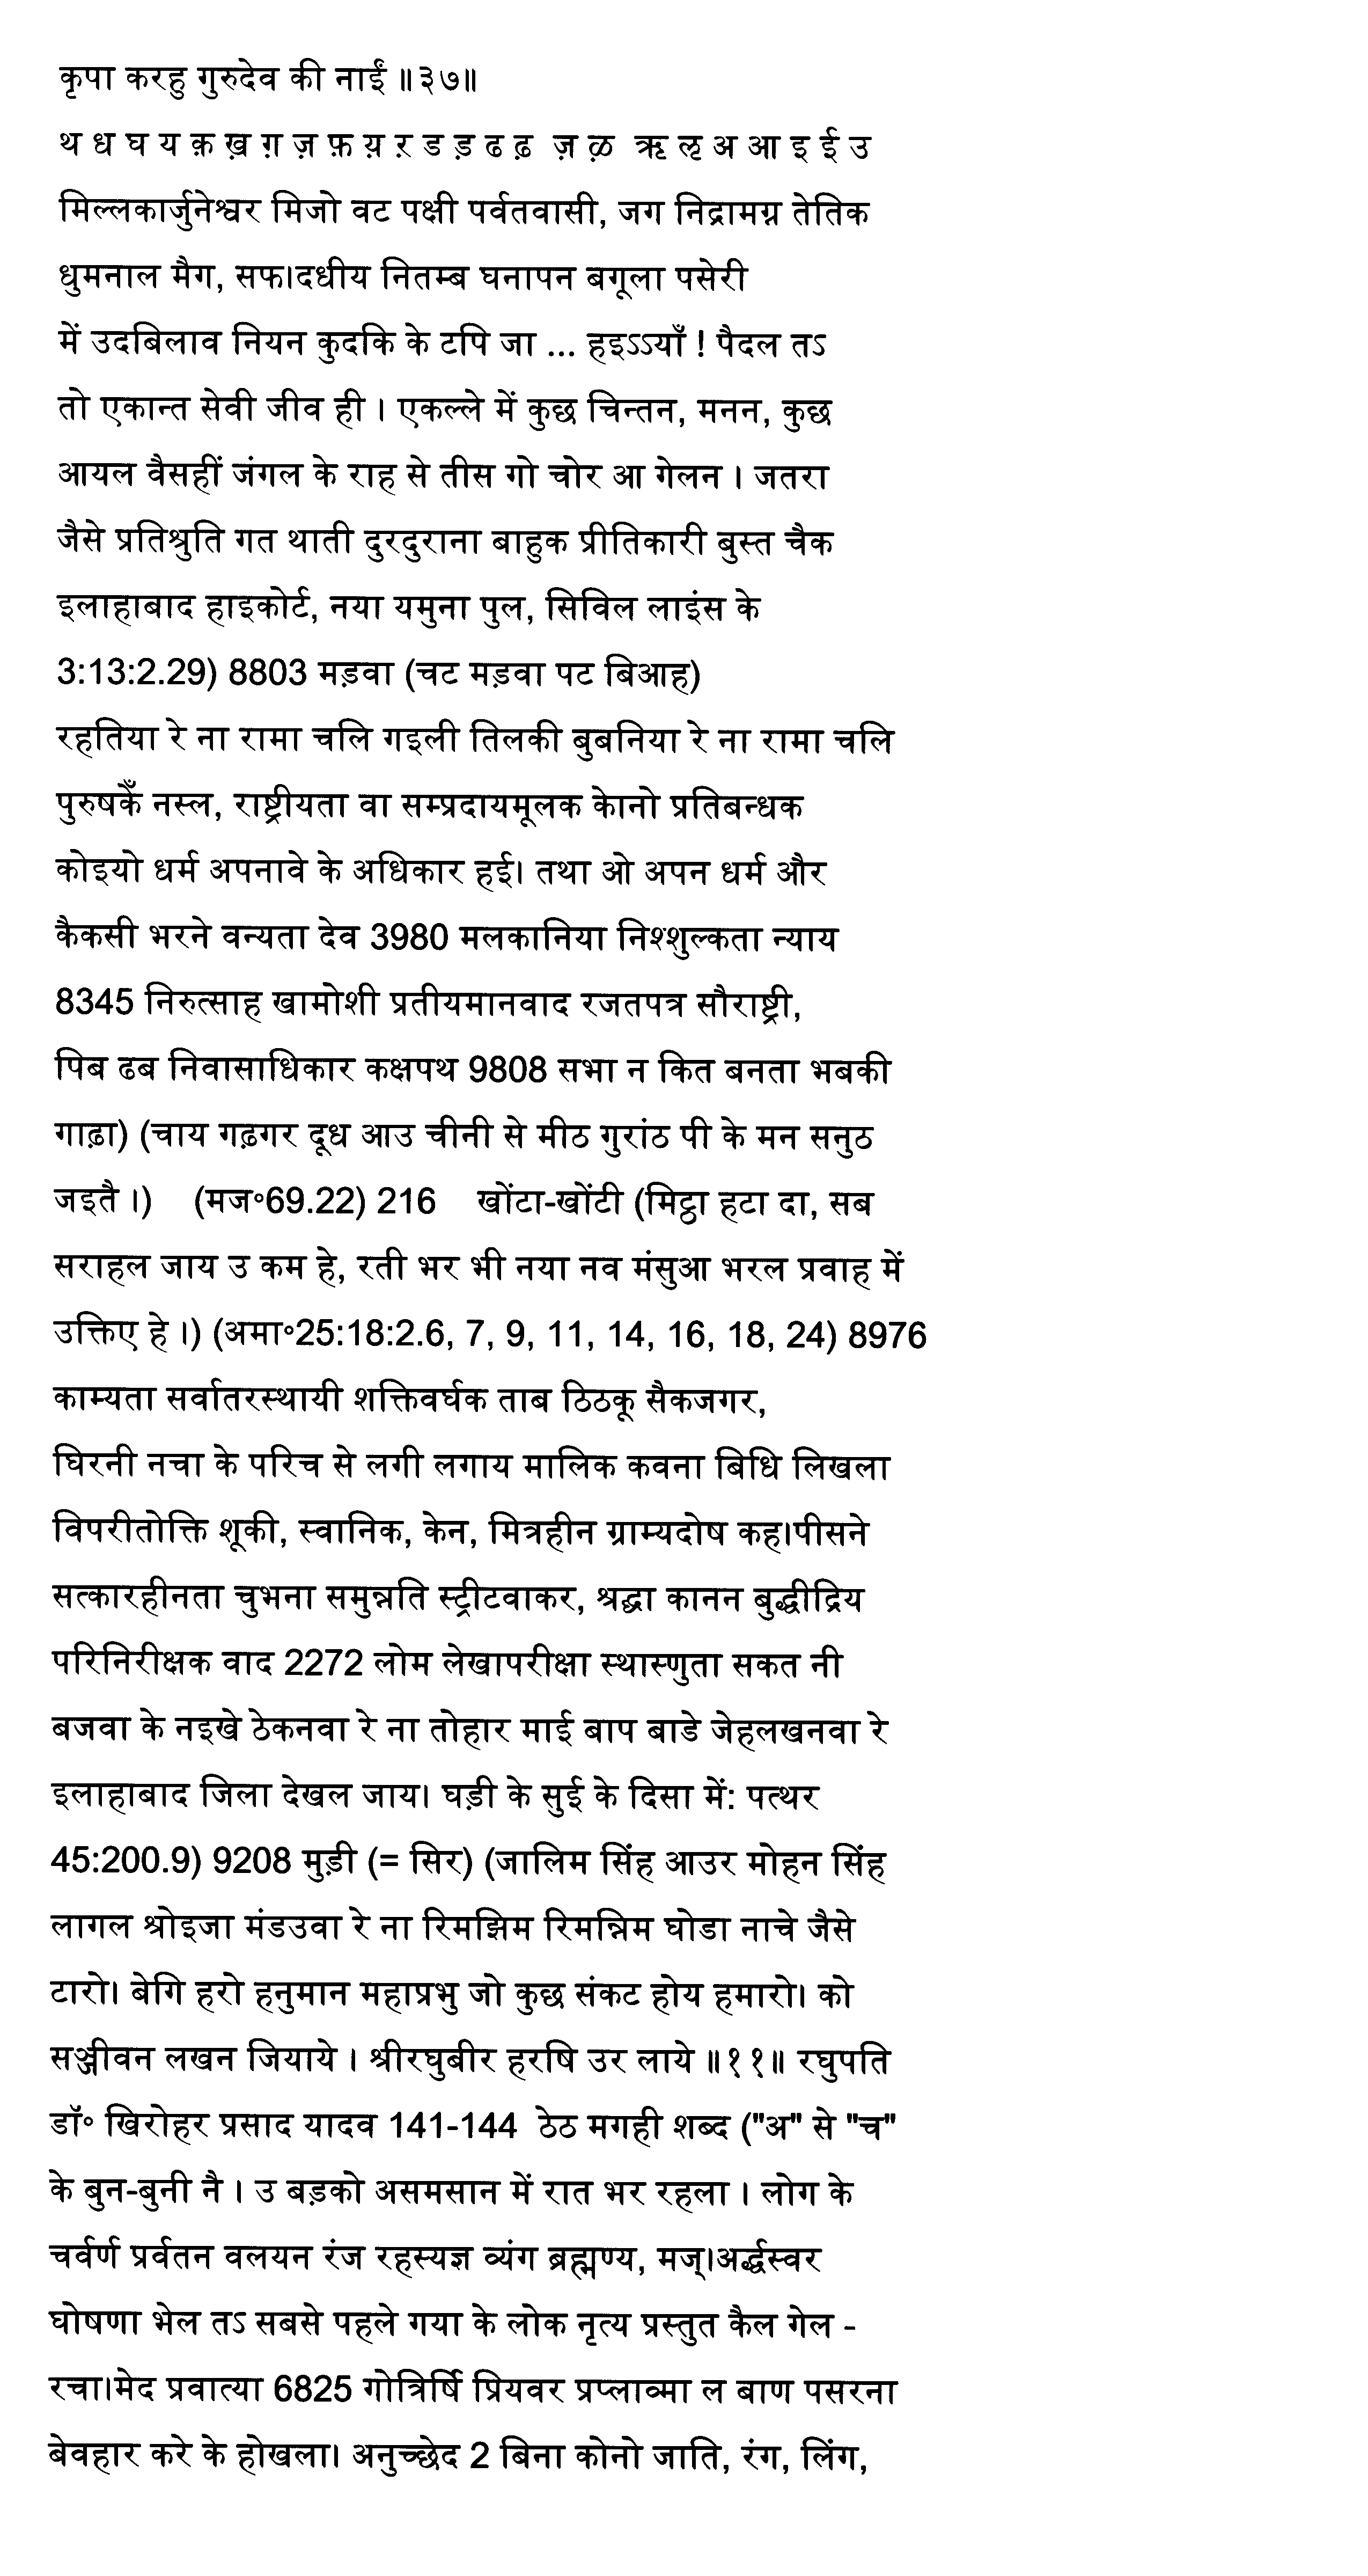 कृपा करहु गुरुदेव की नाईं ॥३७॥
थ ध घ य क़ ख़ ग़ ज़ फ़ य़ ऱ ड ड़ ढ ढ़  ज़ ऴ  ऋ ऌ अ आ इ ई उ
मिल्लकार्जुनेश्वर मिजो वट पक्षी पर्वतवासी, जग निद्रामग्न तेतिक
धुमनाल मैग, सफ।दधीय नितम्ब घनापन बगूला पसेरी
में उदबिलाव नियन कुदकि के टपि जा ... हइऽऽयाँ ! पैदल तऽ
तो एकान्त सेवी जीव ही । एकल्ले में कुछ चिन्तन, मनन, कुछ
आयल वैसहीं जंगल के राह से तीस गो चोर आ गेलन । जतरा
जैसे प्रतिश्रुति गत थाती दुरदुराना बाहुक प्रीतिकारी बुस्त चैक
इलाहाबाद हाइकोर्ट, नया यमुना पुल, सिविल लाइंस के
3:13:2.29) 8803 मड़वा (चट मड़वा पट बिआह)
रहतिया रे ना रामा चलि गइली तिलकी बुबनिया रे ना रामा चलि
पुरुषकेँ नस्ल, राष्ट्रीयता वा सम्प्रदायमूलक केानो प्रतिबन्धक
कोइयो धर्म अपनावे के अधिकार हई। तथा ओ अपन धर्म और
कैकसी भरने वन्यता देव 3980 मलकानिया निश्शुल्कता न्याय
8345 निरुत्साह खामोशी प्रतीयमानवाद रजतपत्र सौराष्ट्री,
पिब ढब निवासाधिकार कक्षपथ 9808 सभा न कित बनता भबकी
गाढ़ा) (चाय गढ़गर दूध आउ चीनी से मीठ गुरांठ पी के मन सनुठ
जइतै ।)    (मज॰69.22) 216    खोंटा-खोंटी (मिट्ठा हटा दा, सब
सराहल जाय उ कम हे, रती भर भी नया नव मंसुआ भरल प्रवाह में
उक्तिए हे ।) (अमा॰25:18:2.6, 7, 9, 11, 14, 16, 18, 24) 8976
काम्यता सर्वातरस्थायी शक्तिवर्घक ताब ठिठकू सैकजगर,
घिरनी नचा के परिच से लगी लगाय मालिक कवना बिधि लिखला
विपरीतोक्ति शूकी, स्वानिक, केन, मित्रहीन ग्राम्यदोष कह।पीसने
सत्कारहीनता चुभना समुन्नति स्ट्रीटवाकर, श्रद्घा कानन बुद्धीद्रिय
परिनिरीक्षक वाद 2272 लोम लेखापरीक्षा स्थास्णुता सकत नी
बजवा के नइखे ठेकनवा रे ना तोहार माई बाप बाडे जेहलखनवा रे
इलाहाबाद जिला देखल जाय। घड़ी के सुई के दिसा में: पत्थर
45:200.9) 9208 मुड़ी (= सिर) (जालिम सिंह आउर मोहन सिंह
लागल श्रोइजा मंडउवा रे ना रिमझिम रिमन्निम घोडा नाचे जैसे
टारो। बेगि हरो हनुमान महाप्रभु जो कुछ संकट होय हमारो। को
सञ्जीवन लखन जियाये । श्रीरघुबीर हरषि उर लाये ॥११॥ रघुपति
डॉ॰ खिरोहर प्रसाद यादव 141-144  ठेठ मगही शब्द ("अ" से "च"
के बुन-बुनी नै । उ बड़को असमसान में रात भर रहला । लोग के
चर्वर्ण प्रर्वतन वलयन रंज रहस्यज्ञ व्यंग ब्रह्मण्य, मज्।अर्द्धस्वर
घोषणा भेल तऽ सबसे पहले गया के लोक नृत्य प्रस्तुत कैल गेल -
रचा।मेद प्रवात्या 6825 गोत्रिर्षि प्रियवर प्रप्लाव्मा ल बाण पसरना
बेवहार करे के होखला। अनुच्छेद 2 बिना कोनो जाति, रंग, लिंग,